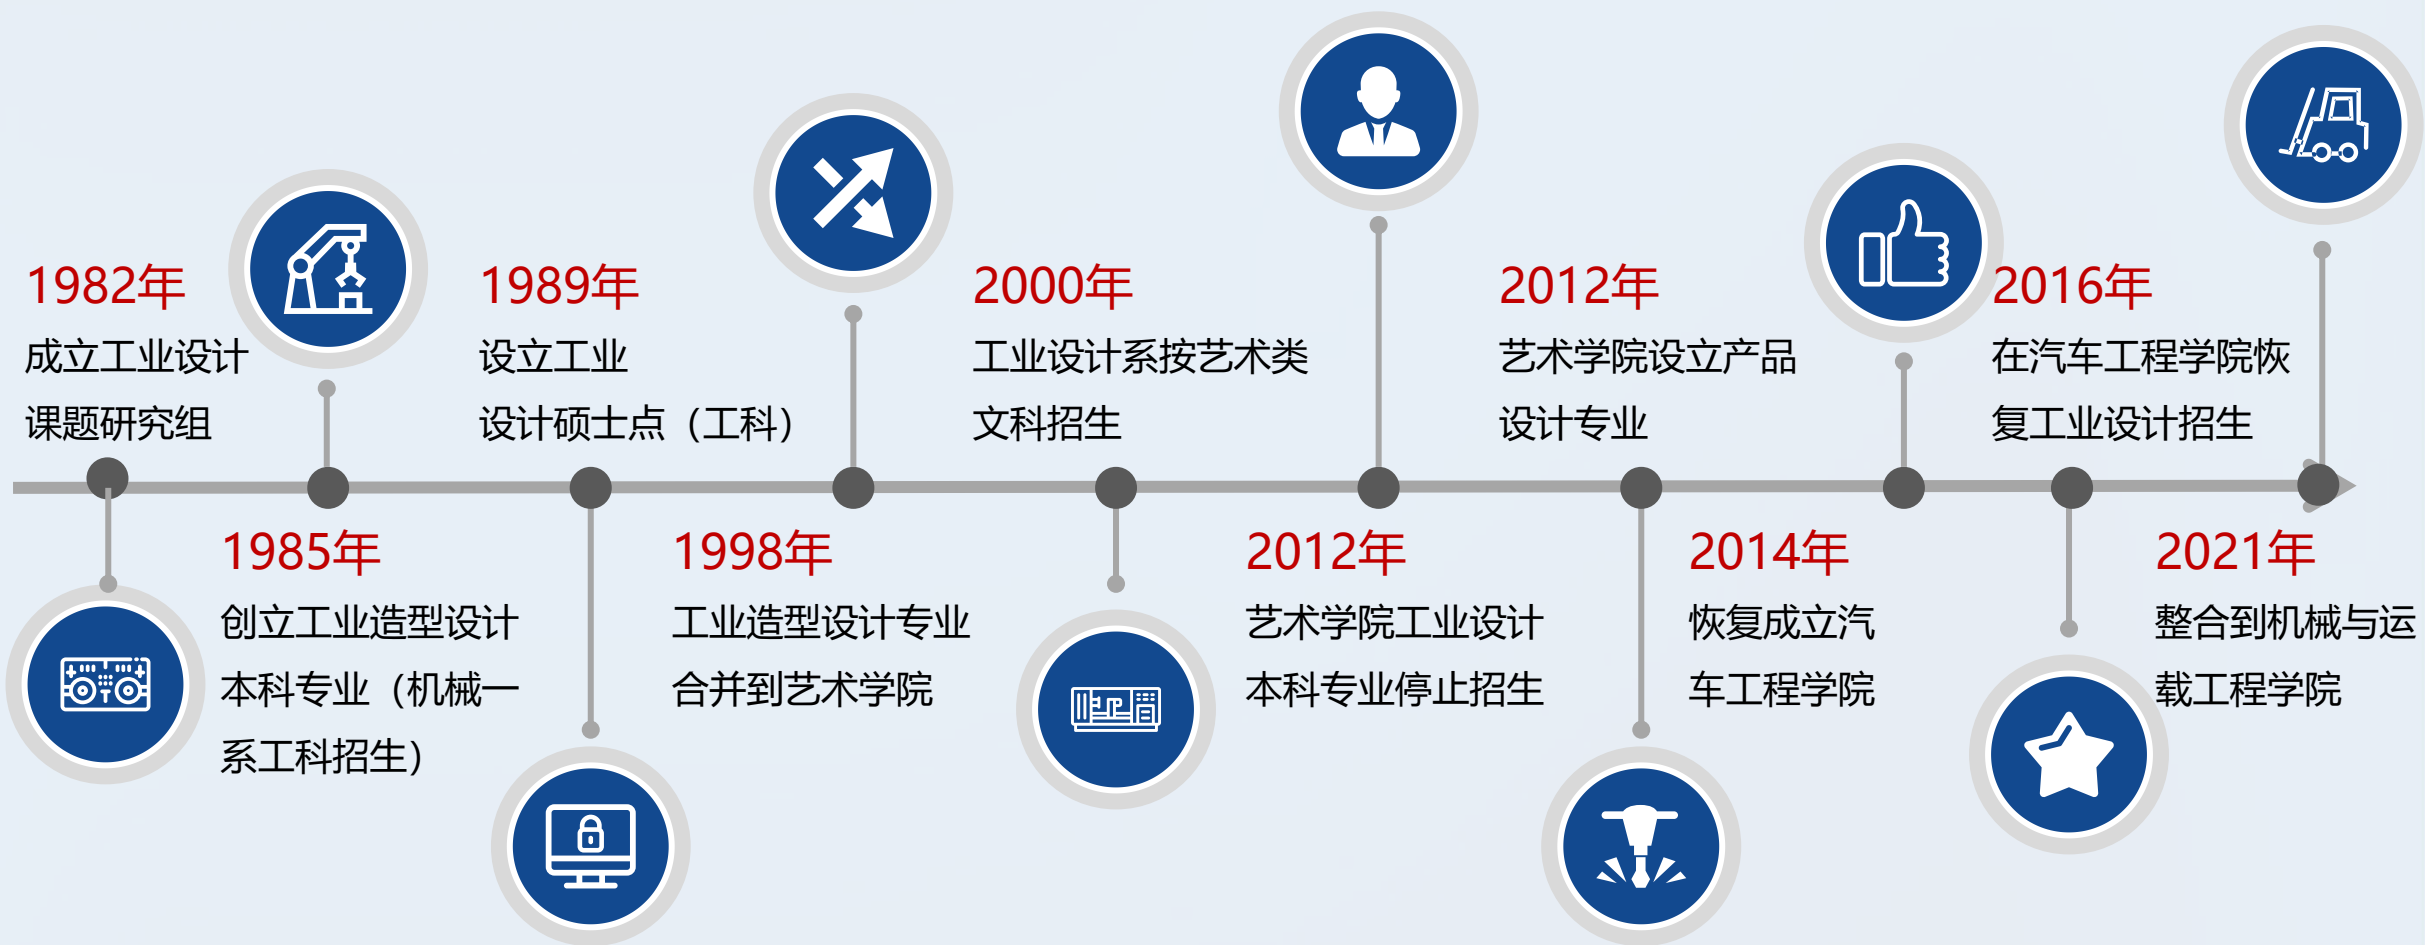 1982年
成立工业设计
课题研究组
1985年
创立工业造型设计
本科专业（机械一
系工科招生）
1989年
设立工业
设计硕士点（工科）
1998年
工业造型设计专业
合并到艺术学院
2000年
工业设计系按艺术类
文科招生
2012年
艺术学院工业设计
本科专业停止招生
2012年
艺术学院设立产品
设计专业
2014年
恢复成立汽
车工程学院
2016年
在汽车工程学院恢
复工业设计招生
2021年
整合到机械与运
载工程学院